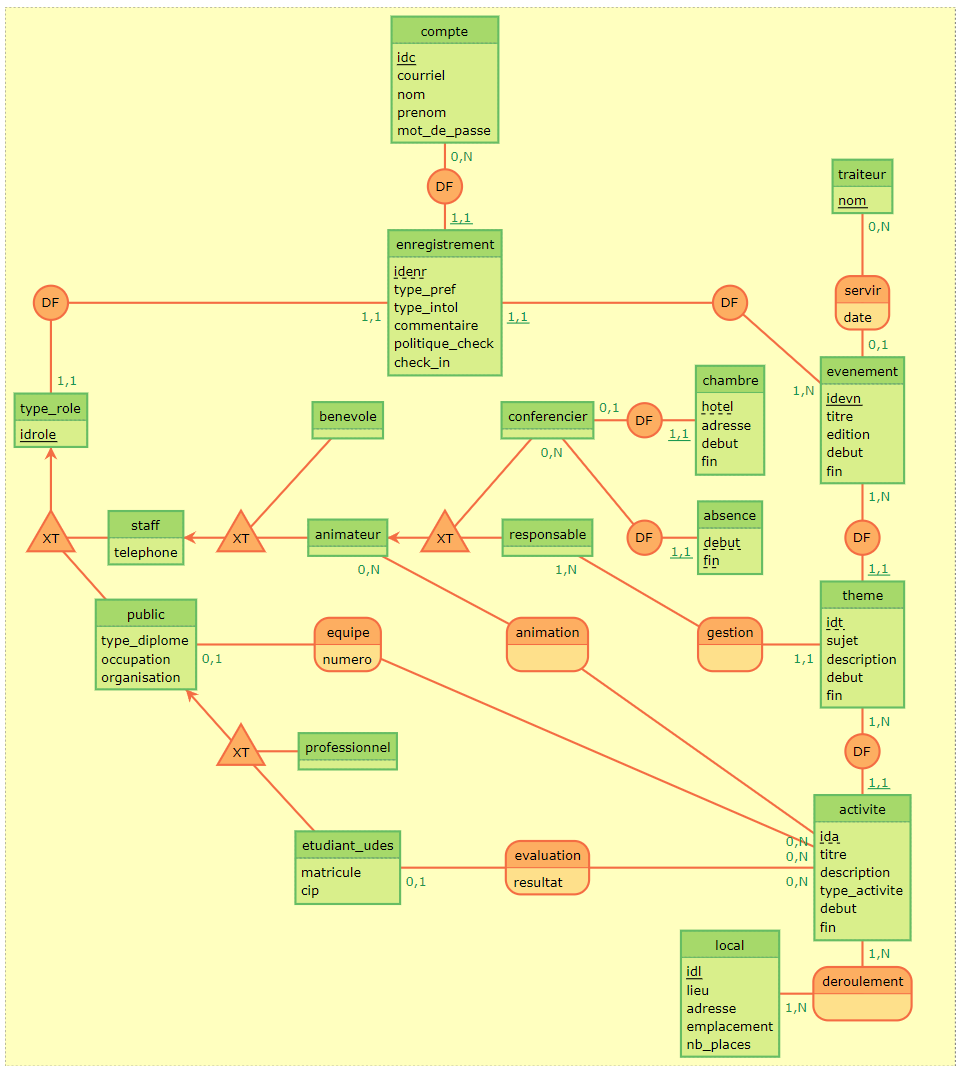 compte
idc
courriel
nom
prenom
mot_de_passe
0,N
DF
1,1
traiteur
nom
0,N
servir
date
0,1
enregistrement
idenr
type_pref
type_intol
commentaire
politique_check
check_in
DF
1,1
1,1
DF
1,N
1,1
type_role
idrole
evenement
idevn
titre
edition
debut
fin
1,N
benevole
conferencier
0,1
0,N
DF
1,1
chambre
hotel
adresse
debut
fin
XT
staff
telephone
XT
animateur
0,N
XT
responsable
1,N
DF
1,1
absence
debut
fin
DF
1,1
public
type_diplome
occupation
organisation
0,1
equipe
numero
animation
gestion
1,1
theme
idt
sujet
description
debut
fin
1,N
XT
professionnel
DF
1,1
etudiant_udes
matricule
cip
0,1
evaluation
resultat
0,N
0,N
0,N
activite
ida
titre
description
type_activite
debut
fin
1,N
local
idl
lieu
adresse
emplacement
nb_places
1,N
deroulement